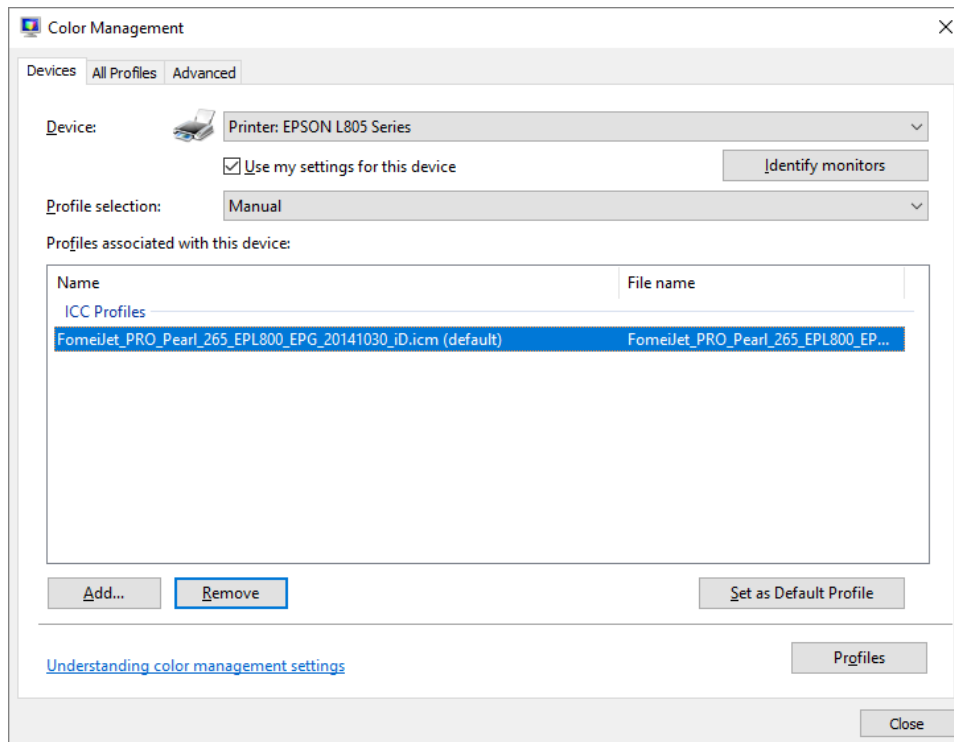 Color Management
Devices All Profiles Advanced
Device: Printer: EPSON L805 Series
Use my settings for this device Identify monitors
Profile selection: Manual
Profiles associated with this device:
Name File name
ICC Profiles
FomeiJet_PRO_Pearl_265_EPL800_EPG_20141030_iD.icm (default) FomeiJet_PRO_Pearl_265_EPL800_EP...
Add... Remove Set as Default Profile
Understanding color management settings Profiles
Close